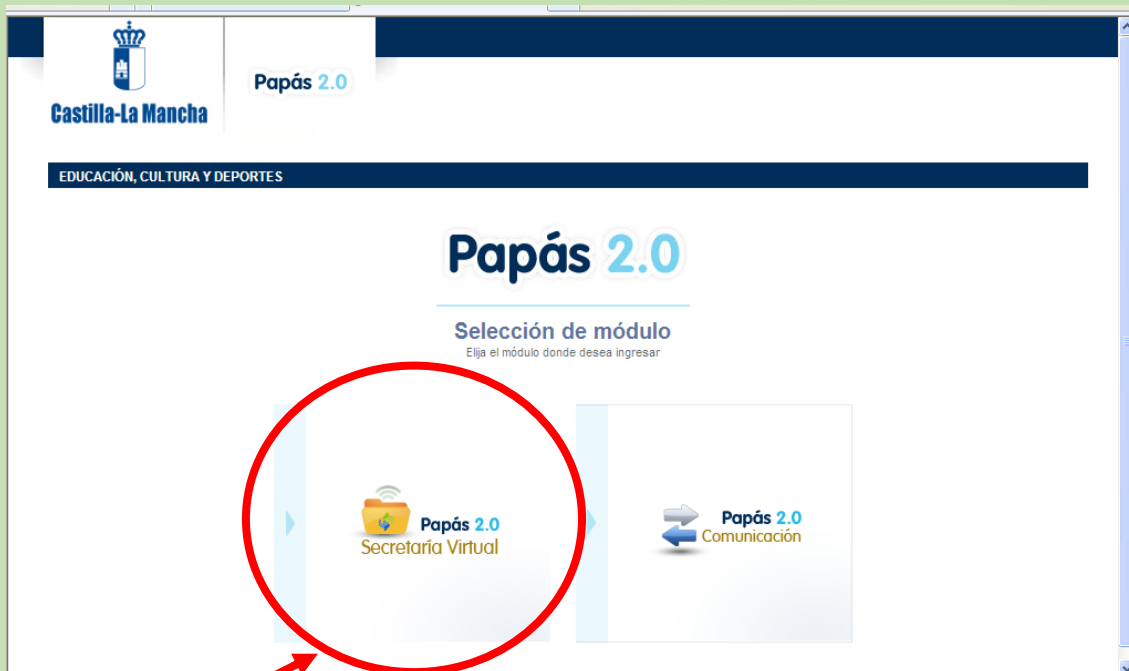 Castilla-La Mancha
Papás 2.0
EDUCACIÓN, CULTURA Y DEPORTES
Papás 2.0
Selección de módulo
Elija el módulo donde desea ingresar
Papás 2.0
Secretaría Virtual
Papás 2.0
Comunicación